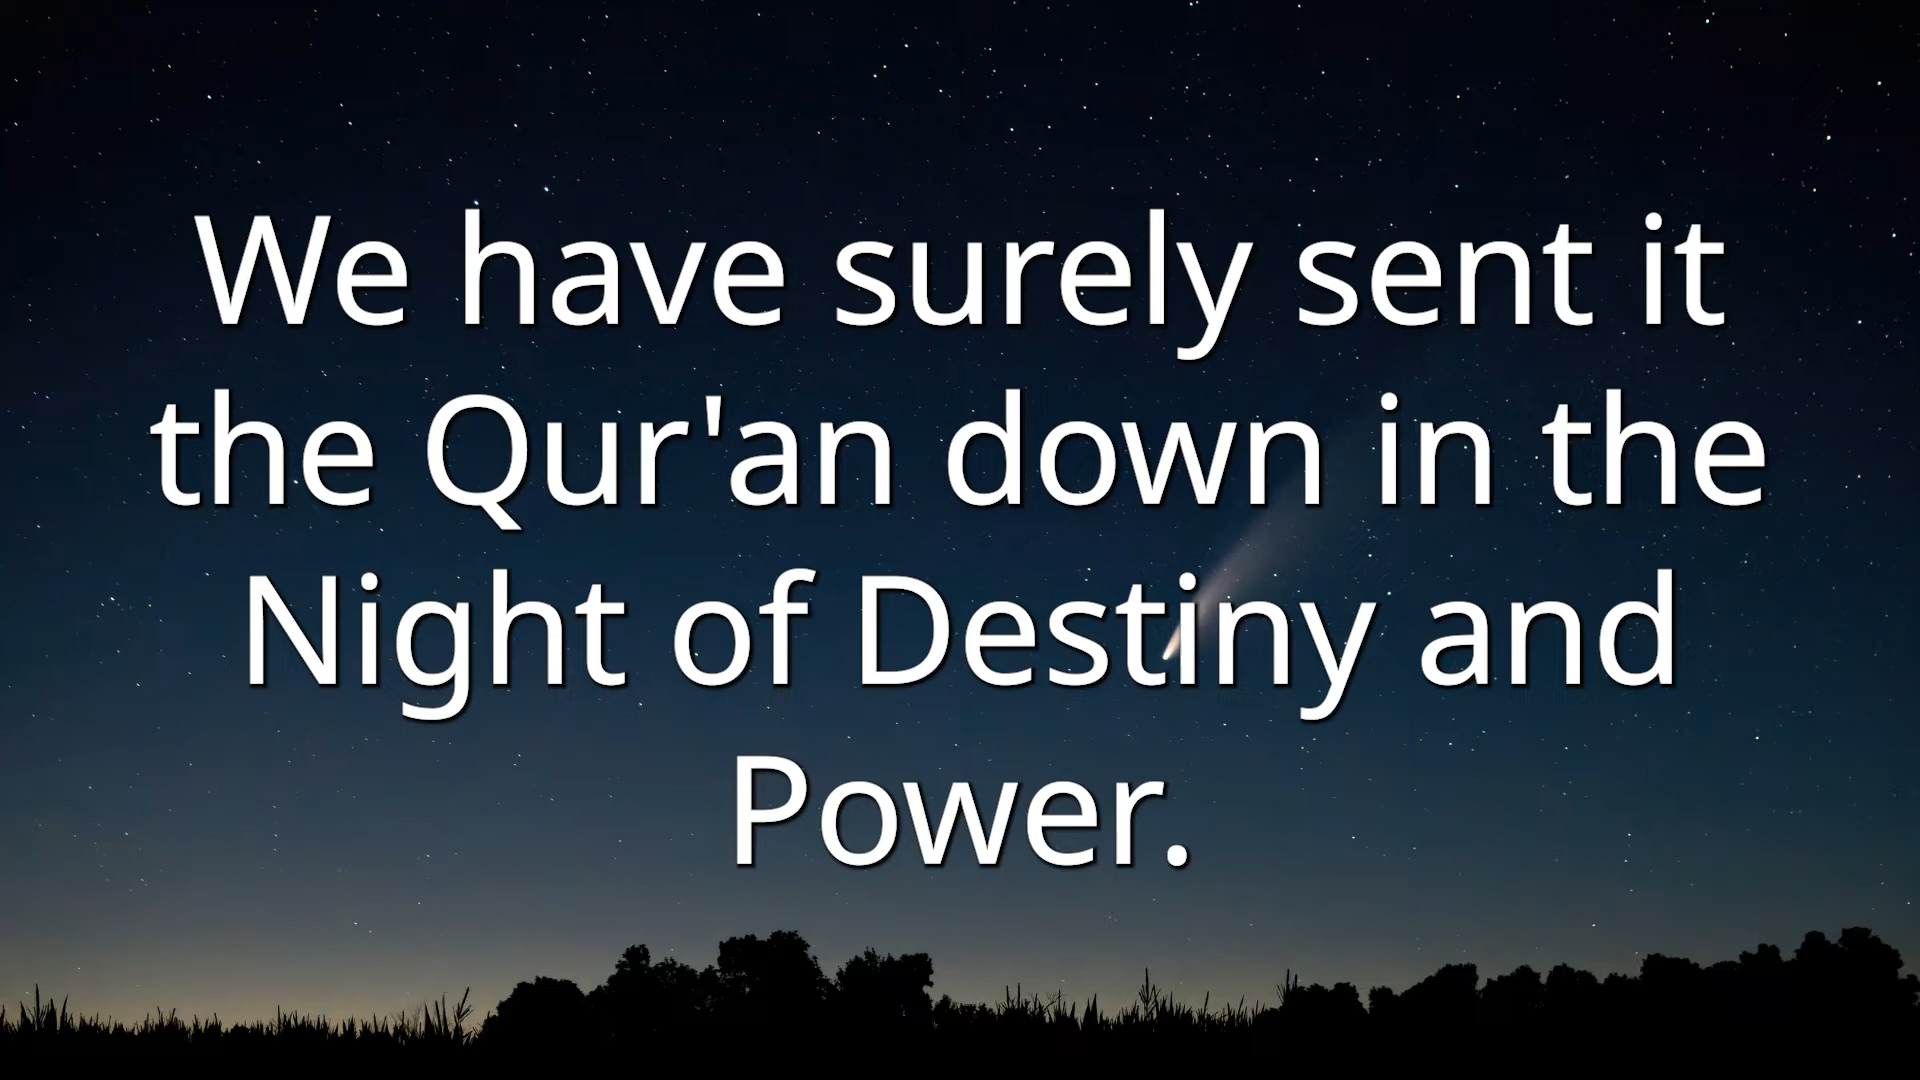 We have surely sent it
the Qur'an down in the
Night of Destiny and
Power.